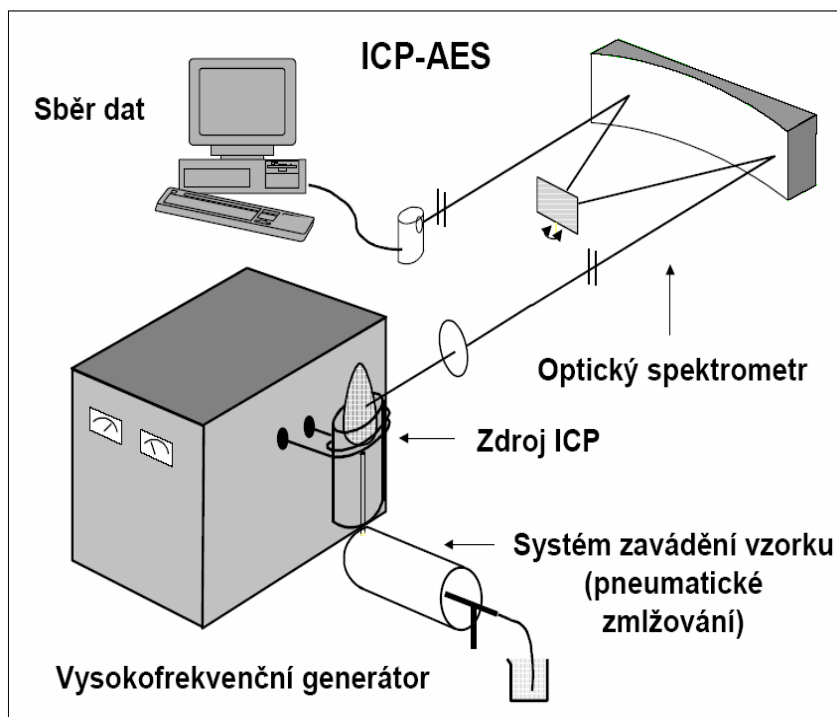 ICP-AES
Sběr dat
Optický spektrometr
Zdroj ICP
Systém zavádění vzorku
(pneumatické
zmlžování)
Vysokofrekvenční generátor